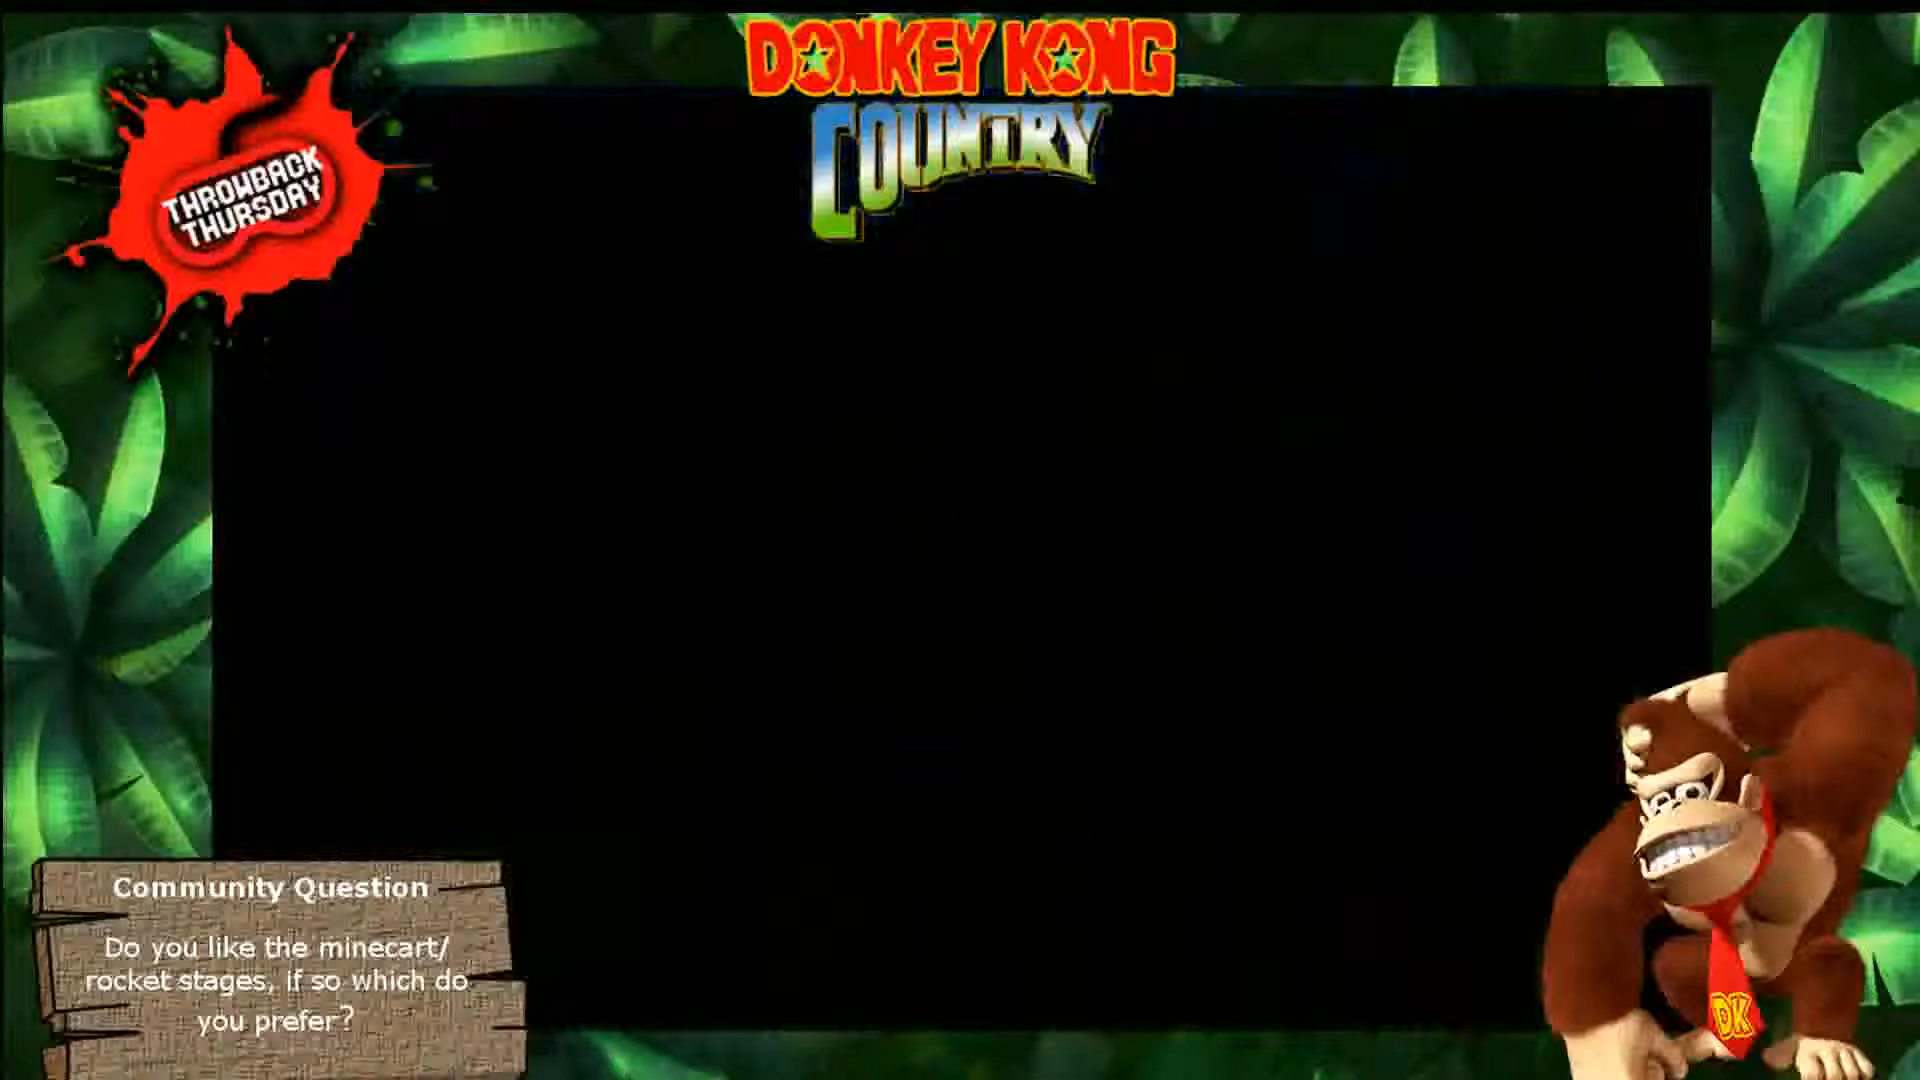 DONKEY KONG
COUNTRY
THROWBACK
THURSDAY
Community Question
Do you like the minecart/
rocket stages, if so which do
you prefer?
DK